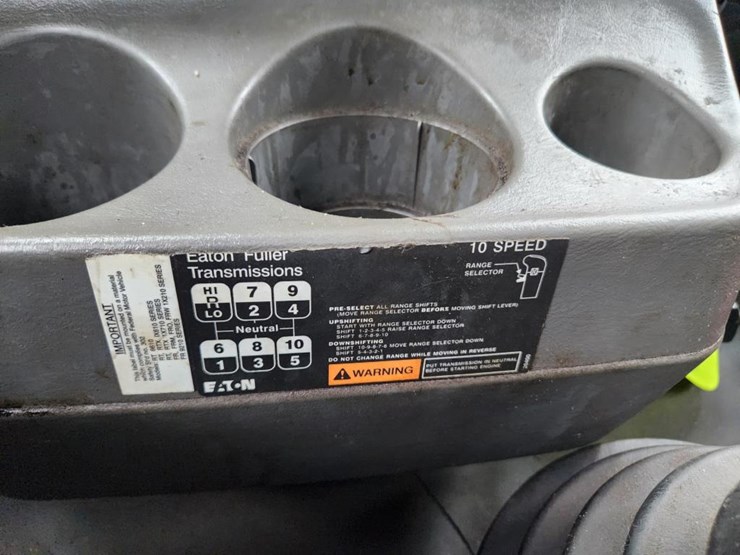 Eaton Fuller
Transmissions
10 SPEED
RANGE
SELECTOR
HI 7 9
R
LO 2 4
Neutral
6 8 10
1 3 5
EATON
PRE-SELECT ALL RANGE SHIFTS
(MOVE RANGE SELECTOR BEFORE MOVING SHIFT LEVER)
UPSHIFTING
START WITH RANGE SELECTOR DOWN
SHIFT 1-2-3-4-5 RAISE RANGE SELECTOR
SHIFT 6-7-8-9-10
DOWNSHIFTING
SHIFT 10-9-8-7-6 MOVE RANGE SELECTOR DOWN
SHIFT 5-4-3-2-1
DO NOT CHANGE RANGE WHILE MOVING IN REVERSE
WARNING
PUT TRANSMISSION IN NEUTRAL
BEFORE STARTING ENGINE
IMPORTANT
This label must be mounted on a material